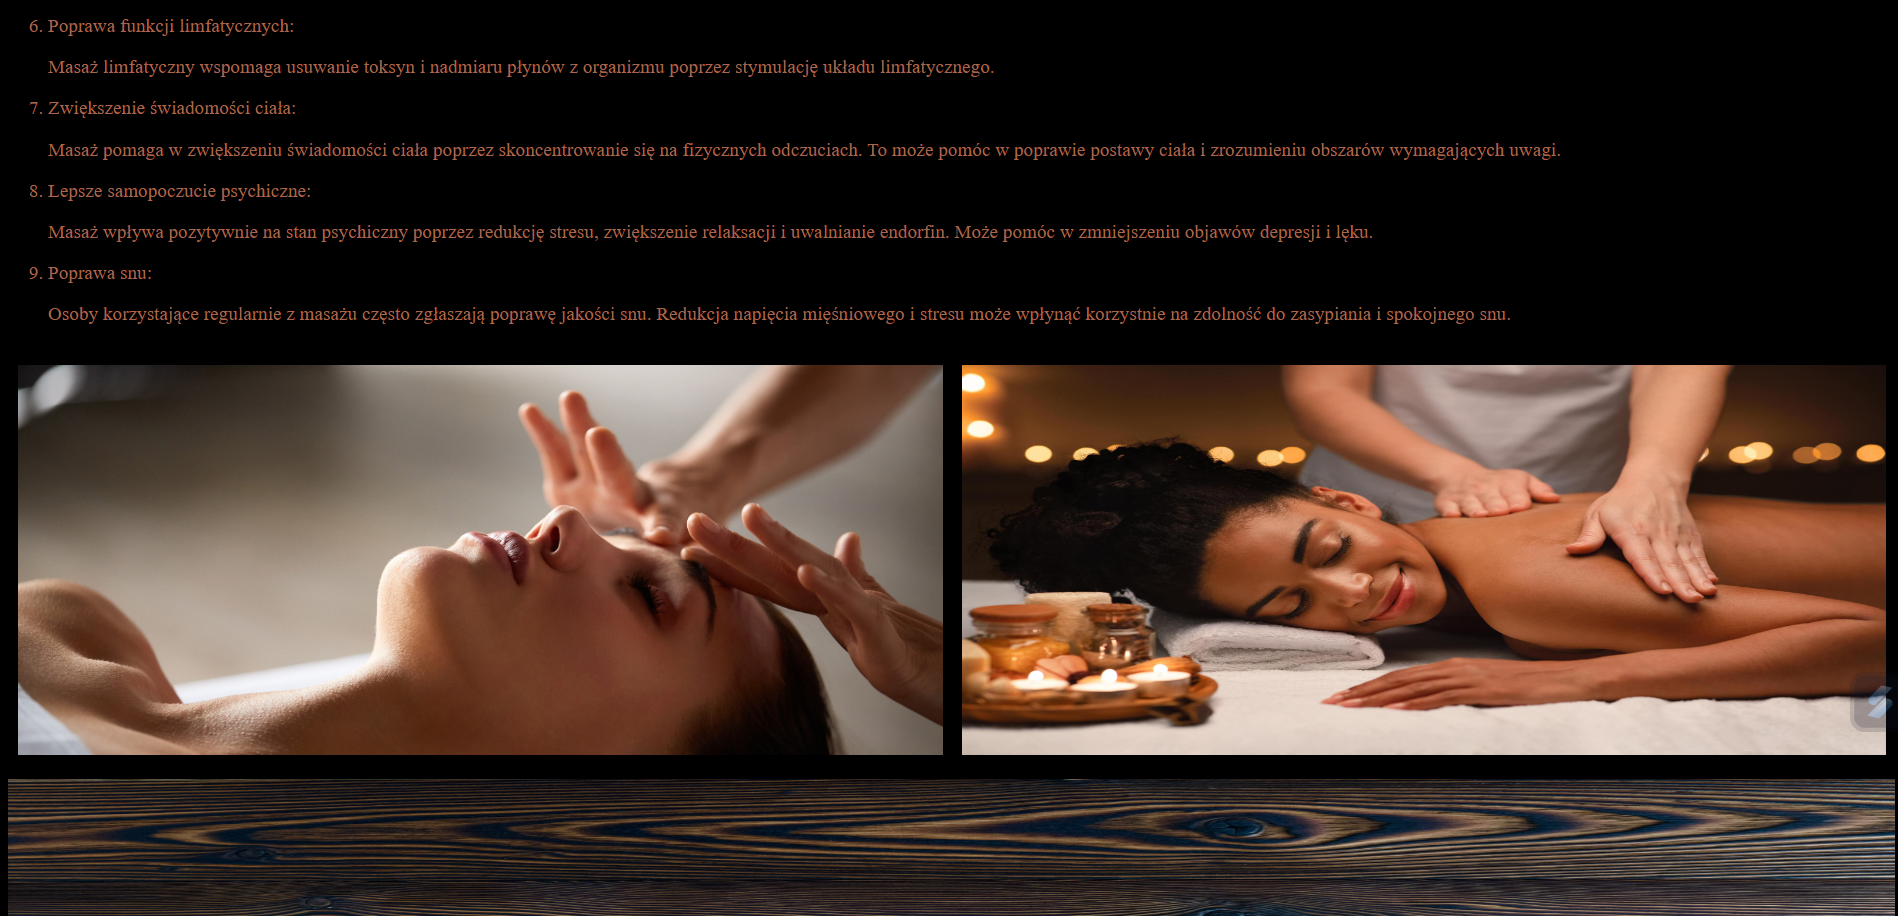 6. Poprawa funkcji limfatycznych:
Masaż limfatyczny wspomaga usuwanie toksyn i nadmiaru płynów z organizmu poprzez stymulację układu limfatycznego.
7. Zwiększenie świadomości ciała:
Masaż pomaga w zwiększeniu świadomości ciała poprzez skoncentrowanie się na fizycznych odczuciach. To może pomóc w poprawie postawy ciała i zrozumieniu obszarów wymagających uwagi.
8. Lepsze samopoczucie psychiczne:
Masaż wpływa pozytywnie na stan psychiczny poprzez redukcję stresu, zwiększenie relaksacji i uwalnianie endorfin. Może pomóc w zmniejszeniu objawów depresji i lęku.
9. Poprawa snu:
Osoby korzystające regularnie z masażu często zgłaszają poprawę jakości snu. Redukcja napięcia mięśniowego i stresu może wpłynąć korzystnie na zdolność do zasypiania i spokojnego snu.